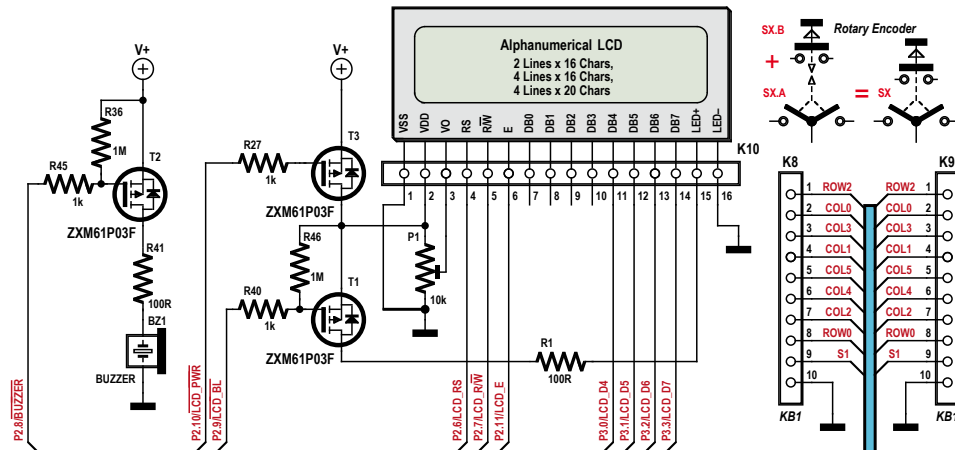 V+
R36
1M
T2
R45
1k
ZXM61P03F
R41
100R
BZ1
BUZZER
P2.8/BUZZER
V+
R27
1k
T3
ZXM61P03F
R46
1M
T1
R40
1k
ZXM61P03F
P2.10/LCD_PWR
P2.9/LCD_BL
Alphanumerical LCD
2 Lines x 16 Chars,
4 Lines x 16 Chars,
4 Lines x 20 Chars
VSS VDD VO RS R/W̅ E DB0 DB1 DB2 DB3 DB4 DB5 DB6 DB7 LED+ LED–
K10
1 2 3 4 5 6 7 8 9 10 11 12 13 14 15 16
P1
10k
R1
100R
P2.6/LCD_RS
P2.7/LCD_R/W̅
P2.11/LCD_E
P3.0/LCD_D4
P3.1/LCD_D5
P3.2/LCD_D6
P3.3/LCD_D7
SX.B
Rotary Encoder
+
SX.A
=
SX
K8
K9
1 ROW2 ROW2 1
2 COL0 COL0 2
3 COL3 COL3 3
4 COL1 COL1 4
5 COL5 COL5 5
6 COL4 COL4 6
7 COL2 COL2 7
8 ROW0 ROW0 8
9 S1 S1 9
10 10
KB1
KB1